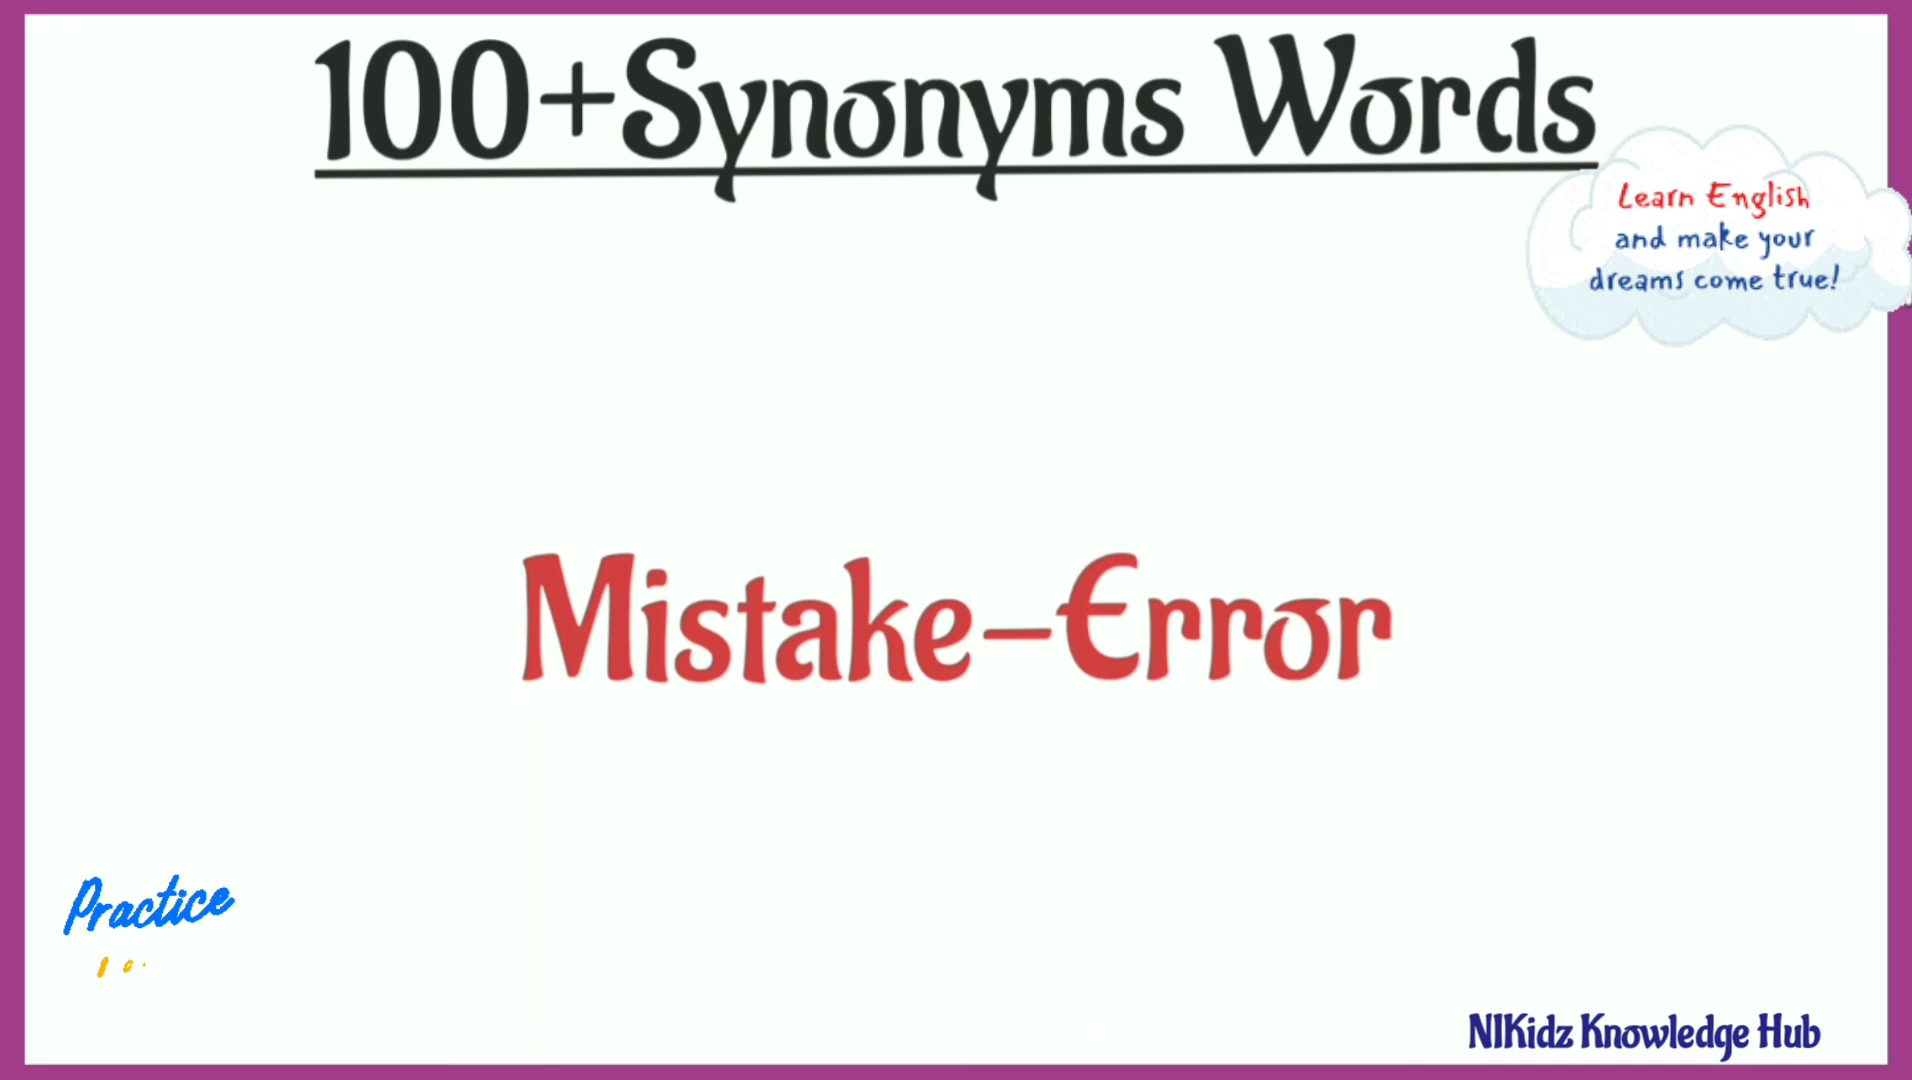 100+Synonyms Words
Learn English
and make your
dreams come true!
Mistake-Error
Practice
NIKidz Knowledge Hub